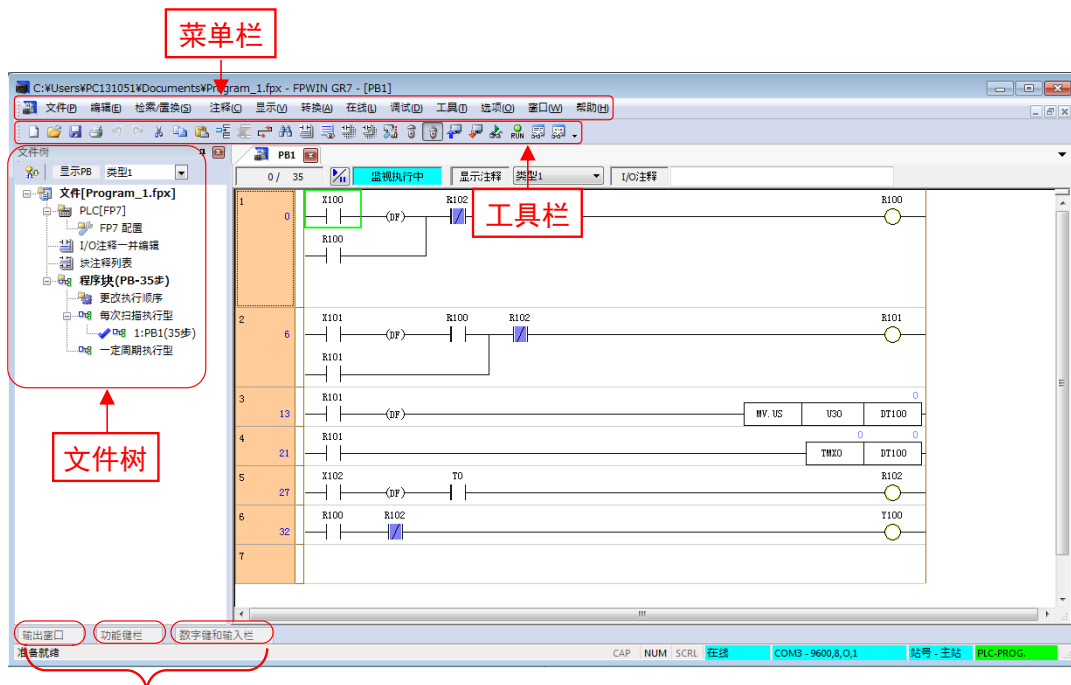 菜单栏
C:¥Users¥PC131051¥Documents¥Program_1.fpx - FPWIN GR7 - [PB1]
文件(F) 编辑(E) 检索/置换(S) 注释(C) 显示(V) 转换(A) 在线(L) 调试(D) 工具(T) 选项(O) 窗口(W) 帮助(H)
RUN
文件树
PB1
显示PB 类型1
0/ 35 监视执行中 显示注释 类型1 I/O注释
工具栏
文件[Program_1.fpx]
PLC[FP7]
FP7 配置
I/O注释一并编辑
块注释列表
程序块(PB-35步)
更改执行顺序
每次扫描执行型
1:PB1(35步)
一定周期执行型
文件树
1 X100 R102 R100
0 (DF)
R100
2 X101 R100 R102 R101
6 (DF)
R101
3 R101 0
13 (DF) MV.US U30 DT100
4 R101 0 0
21 TMX0 DT100
5 X102 T0 R102
27 (DF)
6 R100 R102 Y100
32
7
输出窗口 功能键栏 数字键和输入栏
准备就绪 CAP NUM SCRL 在线 COM3 - 9600,8,O,1 站号 - 主站 PLC-PROG.